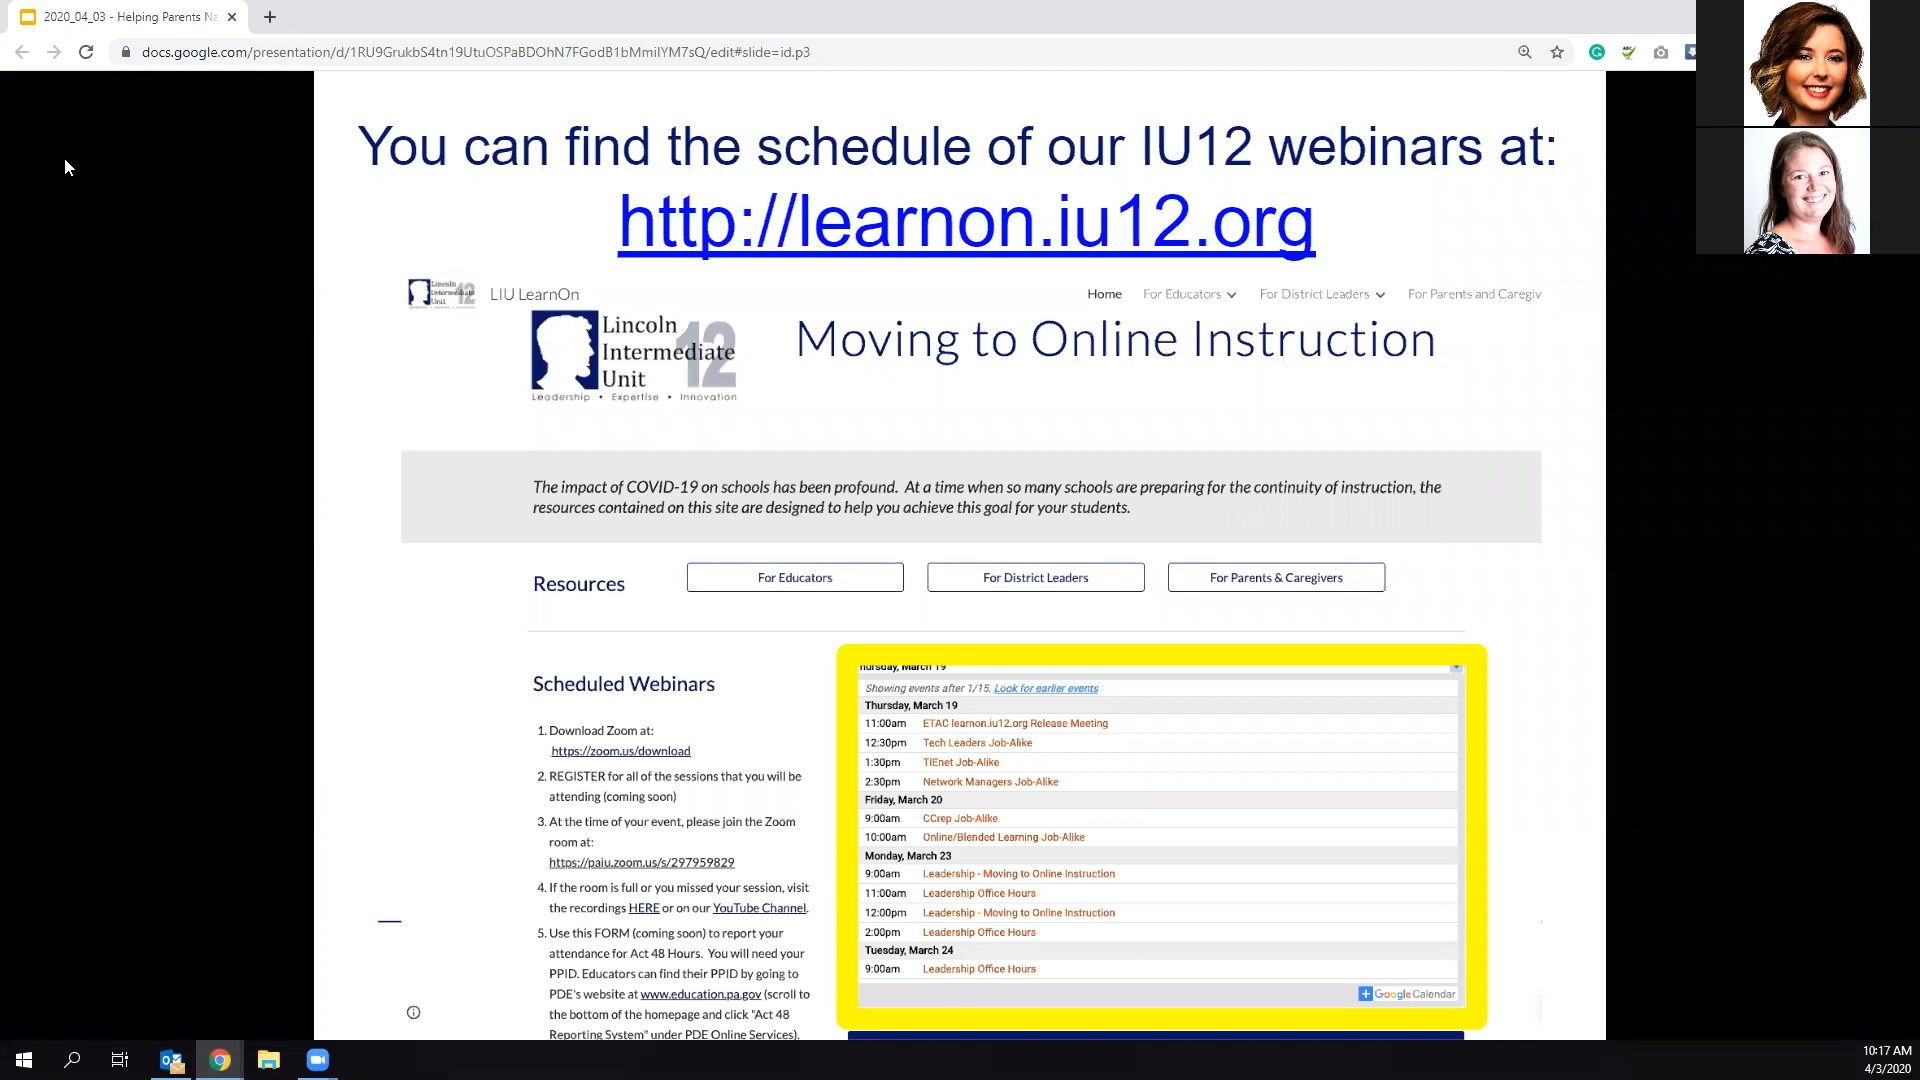 2020_04_03 - Helping Parents Na
docs.google.com/presentation/d/1RU9GrukbS4tn19UtuOSPaBDOhN7FGodB1bMmilYM7sQ/edit#slide=id.p3
You can find the schedule of our IU12 webinars at:
http://learnon.iu12.org
Lincoln Intermediate Unit 12
LIU LearnOn
Home For Educators For District Leaders For Parents and Caregiv
Lincoln
Intermediate
Unit
12
Leadership • Expertise • Innovation
Moving to Online Instruction
The impact of COVID-19 on schools has been profound. At a time when so many schools are preparing for the continuity of instruction, the
resources contained on this site are designed to help you achieve this goal for your students.
Resources
For Educators
For District Leaders
For Parents & Caregivers
Scheduled Webinars
1. Download Zoom at:
https://zoom.us/download
2. REGISTER for all of the sessions that you will be
attending (coming soon)
3. At the time of your event, please join the Zoom
room at:
https://paiu.zoom.us/s/297959829
4. If the room is full or you missed your session, visit
the recordings HERE or on our YouTube Channel.
5. Use this FORM (coming soon) to report your
attendance for Act 48 Hours. You will need your
PPID. Educators can find their PPID by going to
PDE's website at www.education.pa.gov (scroll to
the bottom of the homepage and click "Act 48
Reporting System" under PDE Online Services).
hursday, March 19
Showing events after 1/15. Look for earlier events
Thursday, March 19
11:00am ETAC learnon.iu12.org Release Meeting
12:30pm Tech Leaders Job-Alike
1:30pm TIEnet Job-Alike
2:30pm Network Managers Job-Alike
Friday, March 20
9:00am CCrep Job-Alike
10:00am Online/Blended Learning Job-Alike
Monday, March 23
9:00am Leadership - Moving to Online Instruction
11:00am Leadership Office Hours
12:00pm Leadership - Moving to Online Instruction
2:00pm Leadership Office Hours
Tuesday, March 24
9:00am Leadership Office Hours
Google Calendar
10:17 AM
4/3/2020